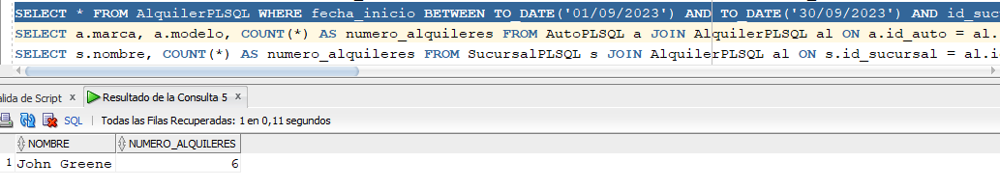 SELECT * FROM AlquilerPLSQL WHERE fecha_inicio BETWEEN TO_DATE('01/09/2023') AND TO_DATE('30/09/2023') AND id_suc
SELECT a.marca, a.modelo, COUNT(*) AS numero_alquileres FROM AutoPLSQL a JOIN AlquilerPLSQL al ON a.id_auto = al.
SELECT s.nombre, COUNT(*) AS numero_alquileres FROM SucursalPLSQL s JOIN AlquilerPLSQL al ON s.id_sucursal = al.i
alida de Script x Resultado de la Consulta 5 x
SQL | Todas las Filas Recuperadas: 1 en 0,11 segundos
NOMBRE NUMERO_ALQUILERES
1 John Greene 6